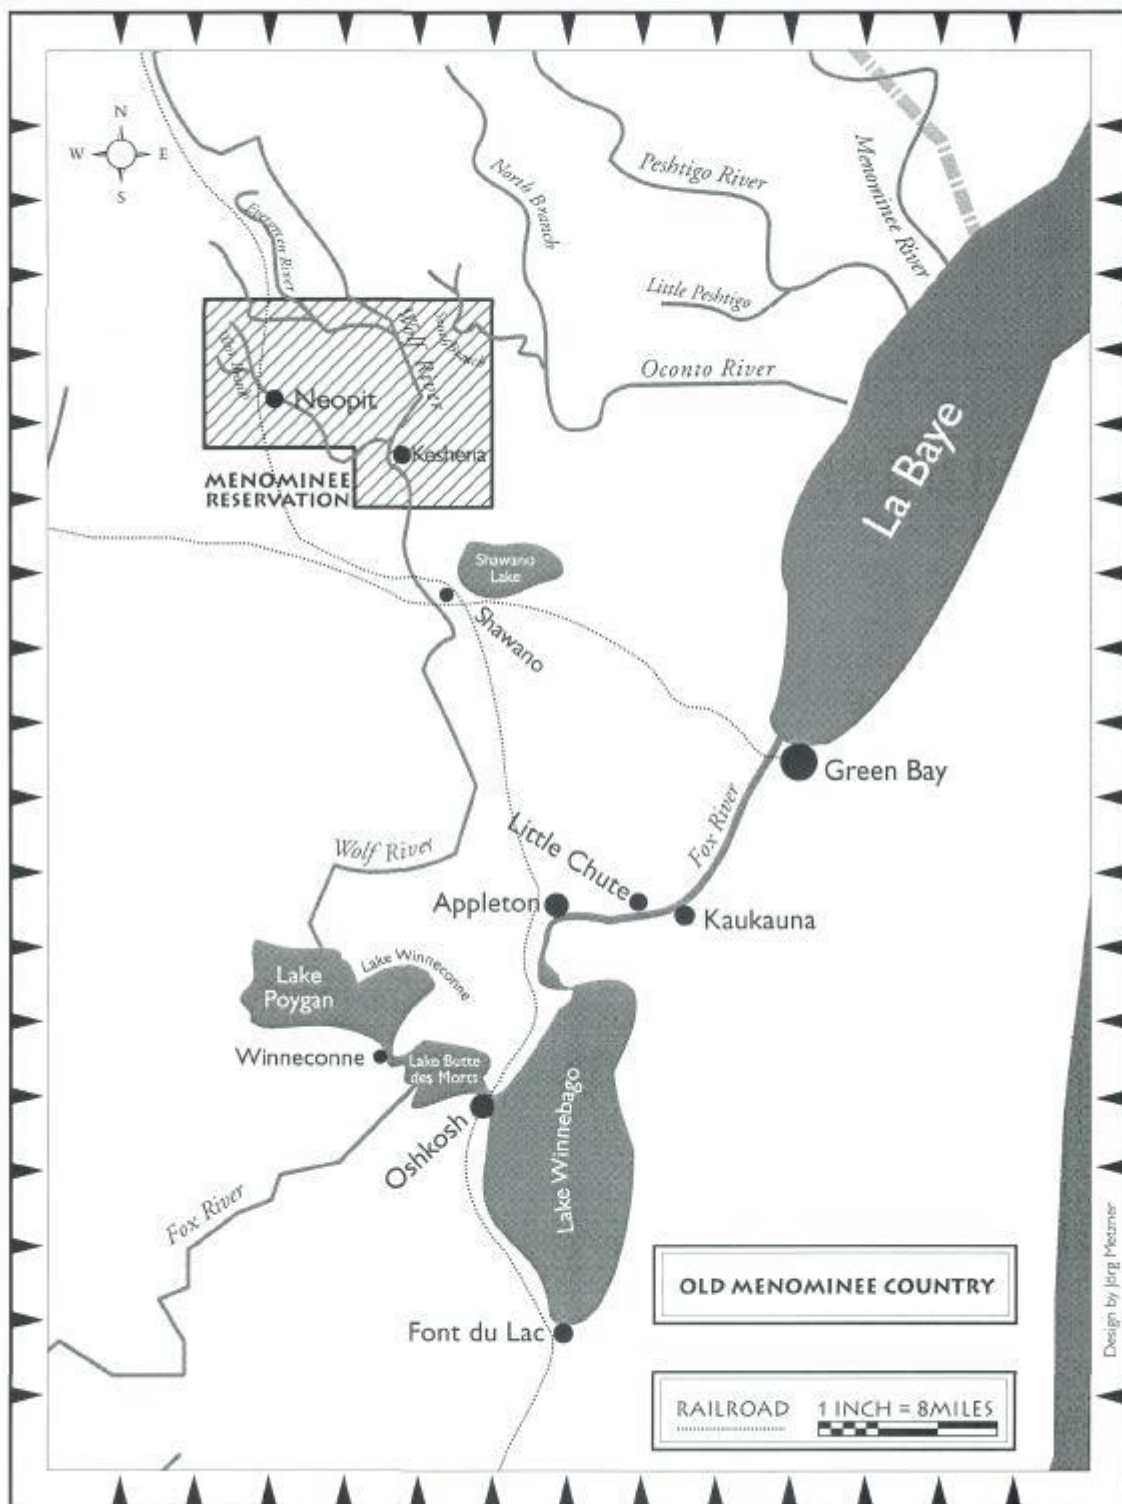 N
W E
S
North Branch
Peshtigo River
Menominee River
Evergreen River
Little Peshtigo
Wolf River
Oconto River
Neopit
Keshena
MENOMINEE
RESERVATION
La Baye
Shawano
Lake
Shawano
Green Bay
Fox River
Little Chute
Wolf River
Appleton
Kaukauna
Lake Winneconne
Lake
Poygan
Winneconne
Lake Butte
des Morts
Lake Winnebago
Oshkosh
Fox River
OLD MENOMINEE COUNTRY
Font du Lac
RAILROAD
1 INCH = 8MILES
Design by Jörg Metzner